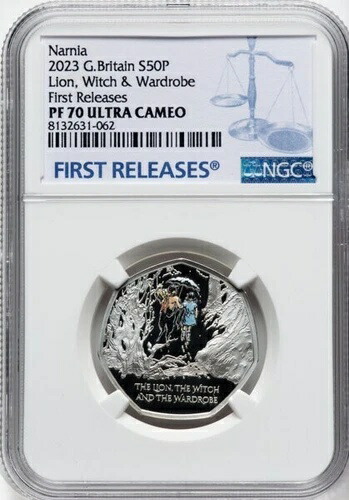 Narnia
2023 G.Britain S50P
Lion, Witch & Wardrobe
First Releases
PF 70 ULTRA CAMEO
8132631-062
FIRST RELEASES®
NGC®
THE LION, THE WITCH
AND THE WARDROBE